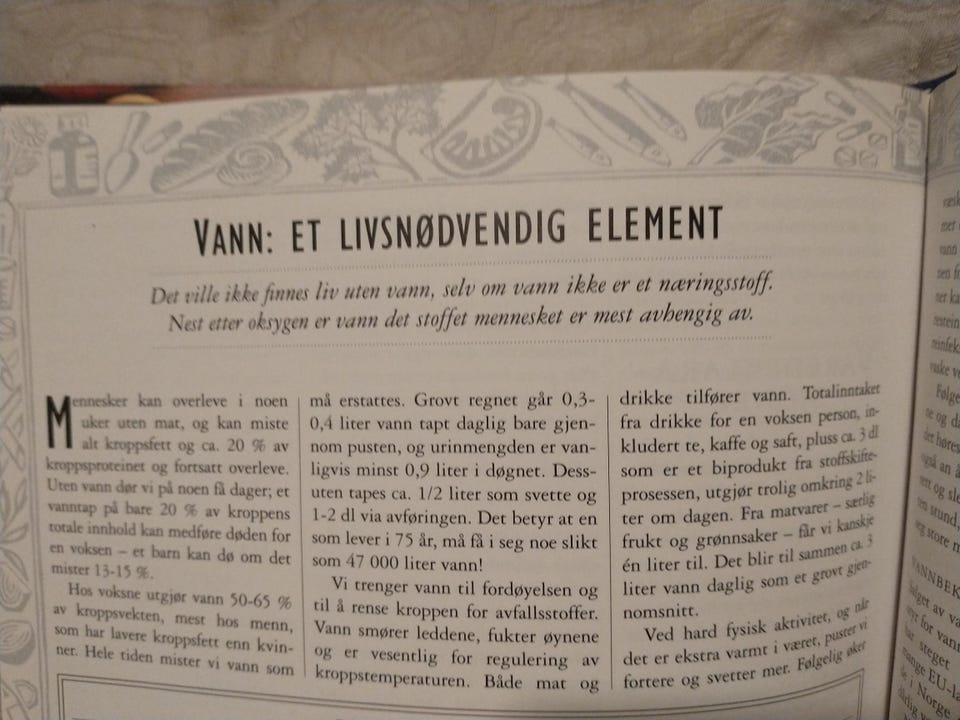 VANN: ET LIVSNØDVENDIG ELEMENT
Det ville ikke finnes liv uten vann, selv om vann ikke er et næringsstoff.
Nest etter oksygen er vann det stoffet mennesket er mest avhengig av.
Mennesker kan overleve i noen
uker uten mat, og kan miste
alt kroppsfett og ca. 20 % av
kroppsproteinet og fortsatt overleve.
Uten vann dør vi på noen få dager; et
vanntap på bare 20 % av kroppens
totale innhold kan medføre døden for
en voksen – et barn kan dø om det
mister 13-15 %.
Hos voksne utgjør vann 50-65 %
av kroppsvekten, mest hos menn,
som har lavere kroppsfett enn kvin-
ner. Hele tiden mister vi vann som
må erstattes. Grovt regnet går 0,3-
0,4 liter vann tapt daglig bare gjen-
nom pusten, og urinmengden er van-
ligvis minst 0,9 liter i døgnet. Dess-
uten tapes ca. 1/2 liter som svette og
1-2 dl via avføringen. Det betyr at en
som lever i 75 år, må få i seg noe slikt
som 47 000 liter vann!
Vi trenger vann til fordøyelsen og
til å rense kroppen for avfallsstoffer.
Vann smører leddene, fukter øynene
og er vesentlig for regulering av
kroppstemperaturen. Både mat og
drikke tilfører vann. Totalinntaket
fra drikke for en voksen person, in-
kludert te, kaffe og saft, pluss ca. 3 dl
som er et biprodukt fra stoffskifte-
prosessen, utgjør trolig omkring 2 li-
ter om dagen. Fra matvarer – særlig
frukt og grønnsaker – får vi kanskje
én liter til. Det blir til sammen ca. 3
liter vann daglig som et grovt gjen-
nomsnitt.
Ved hard fysisk aktivitet, og når
det er ekstra varmt i været, puster vi
fortere og svetter mer. Følgelig øker